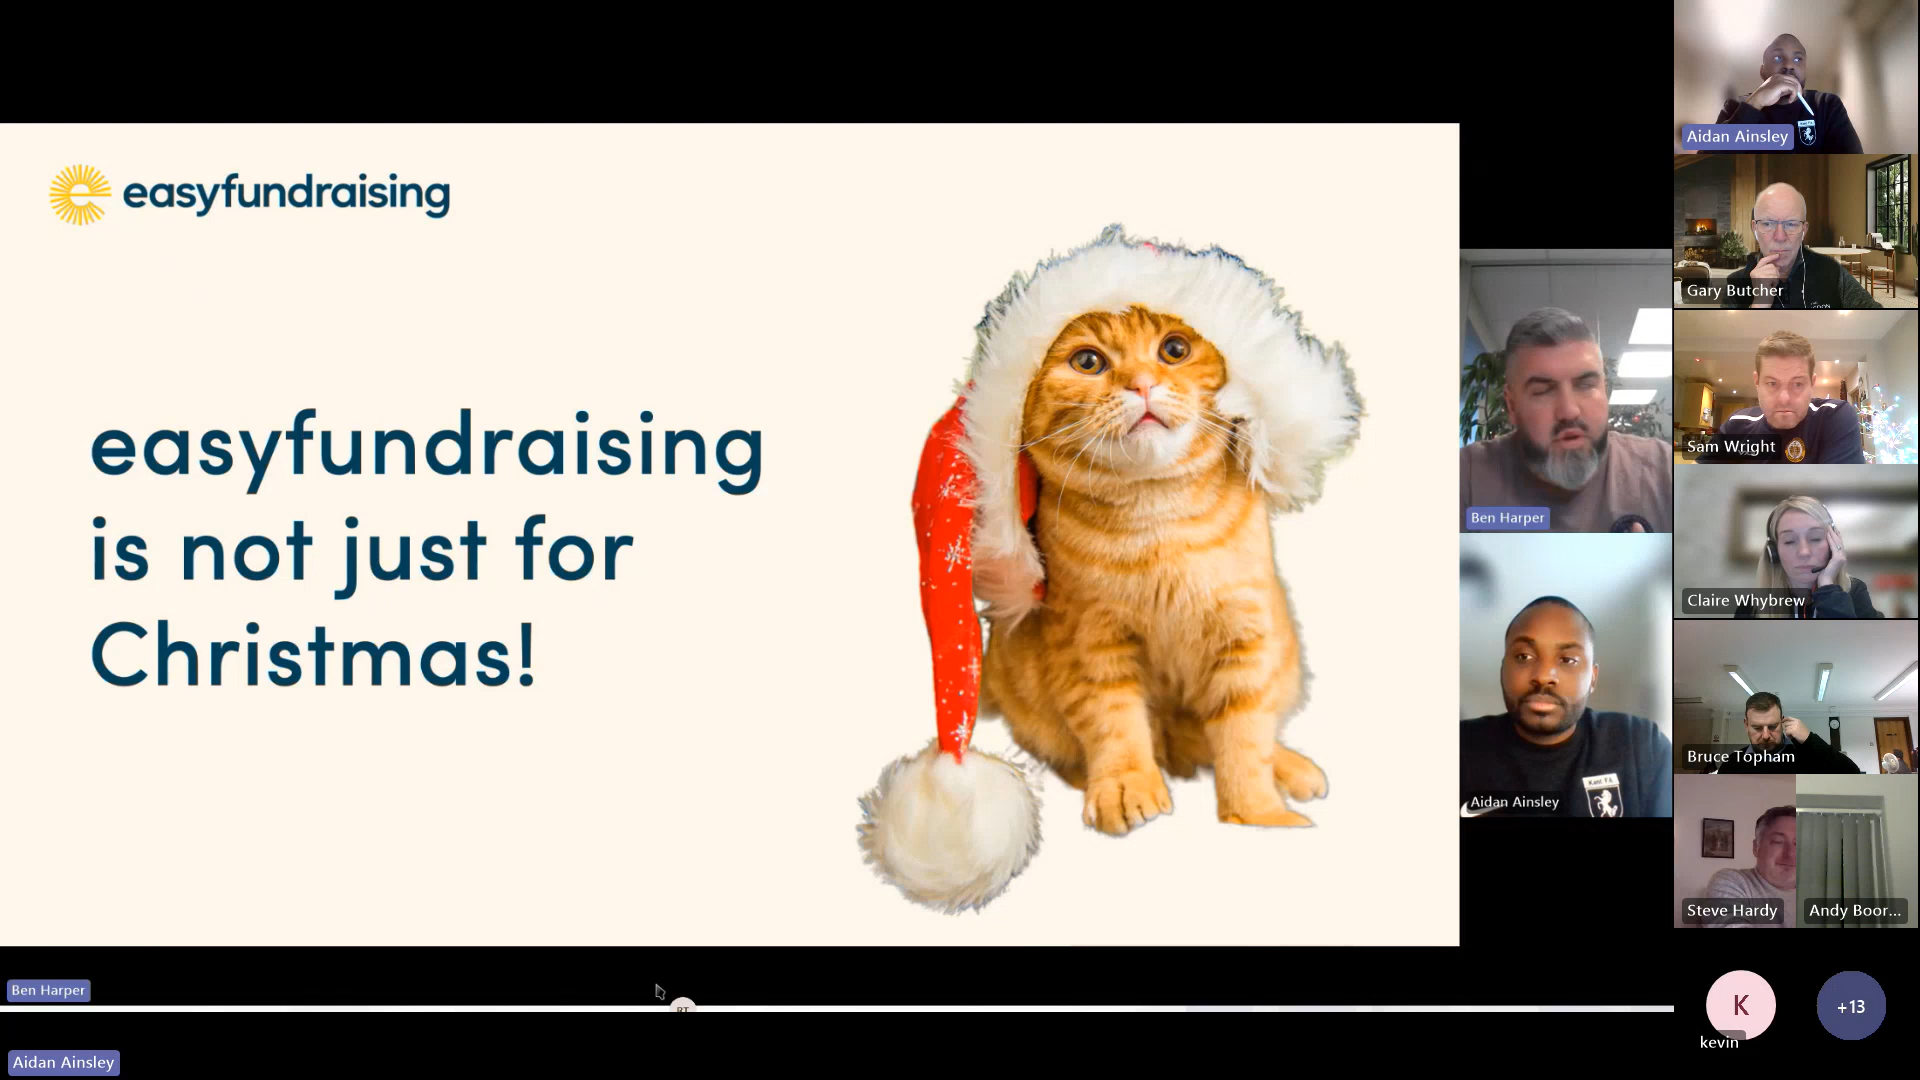 easyfundraising
easyfundraising
is not just for
Christmas!
Ben Harper
Aidan Ainsley
Ben Harper
Aidan Ainsley
Aidan Ainsley
Gary Butcher
Sam Wright
Claire Whybrew
Bruce Topham
Steve Hardy
Andy Boor...
K
kevin
+13